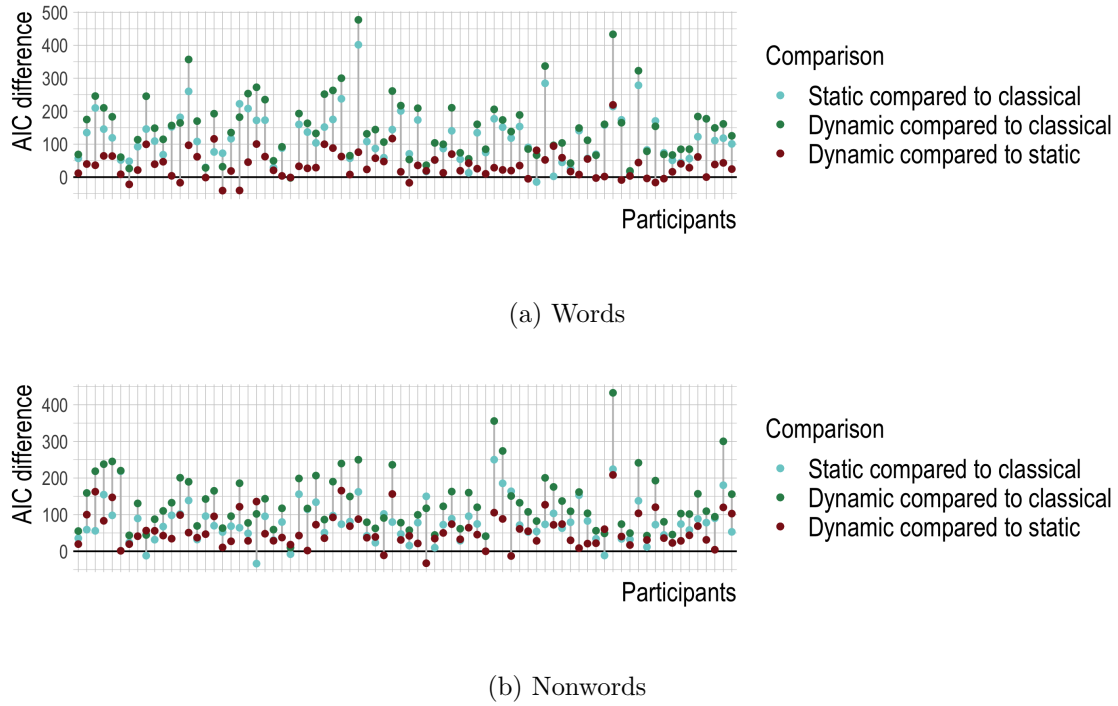 500
400
300
200
100
0
AIC difference
Participants
Comparison
Static compared to classical
Dynamic compared to classical
Dynamic compared to static
(a) Words
400
300
200
100
0
AIC difference
Participants
Comparison
Static compared to classical
Dynamic compared to classical
Dynamic compared to static
(b) Nonwords